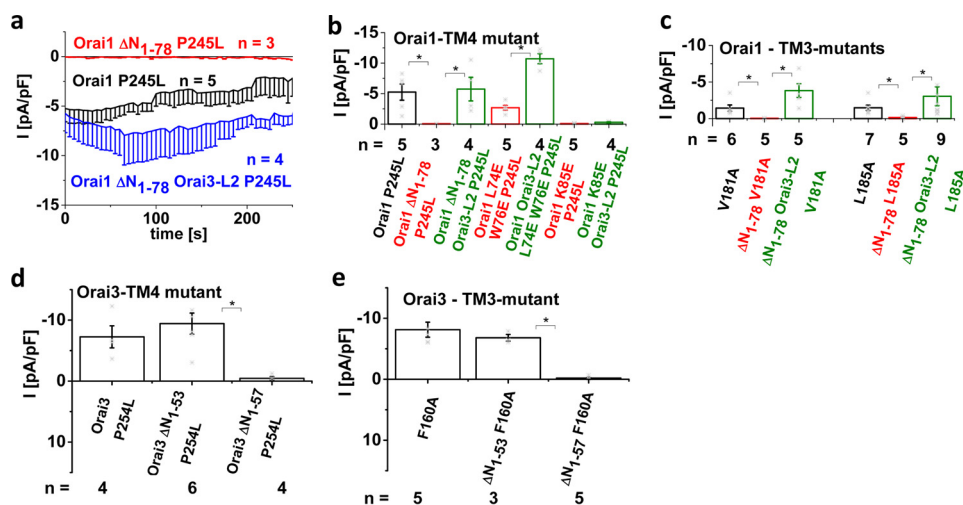 a
Orai1 ΔN1-78 P245L n = 3
Orai1 P245L n = 5
n = 4
Orai1 ΔN1-78 Orai3-L2 P245L
I [pA/pF]
0
-5
-10
-15
0 100 200
time [s]
b
Orai1-TM4 mutant
I [pA/pF]
-15
-10
-5
0
* * *
n = 5 3 4 5 4 5 4
Orai1 P245L
Orai1 ΔN1-78
P245L
Orai1 ΔN1-78
Orai3-L2 P245L
Orai1 L74E
W76E P245L
Orai1 Orai3-L2
L74E W76E P245L
Orai1 K85E
P245L
Orai1 K85E
Orai3-L2 P245L
c
Orai1 - TM3-mutants
I [pA/pF]
-10
-5
0
* * * *
n = 6 5 5 7 5 9
V181A
ΔN1-78 V181A
ΔN1-78 Orai3-L2
V181A
L185A
ΔN1-78 L185A
ΔN1-78 Orai3-L2
L185A
d
Orai3-TM4 mutant
I [pA/pF]
-10
0
10
*
Orai3
P254L
Orai3 ΔN1-53
P254L
Orai3 ΔN1-57
P254L
n = 4 6 4
e
Orai3 - TM3-mutant
I [pA/pF]
-10
0
10
*
F160A
ΔN1-53 F160A
ΔN1-57 F160A
n = 5 3 5